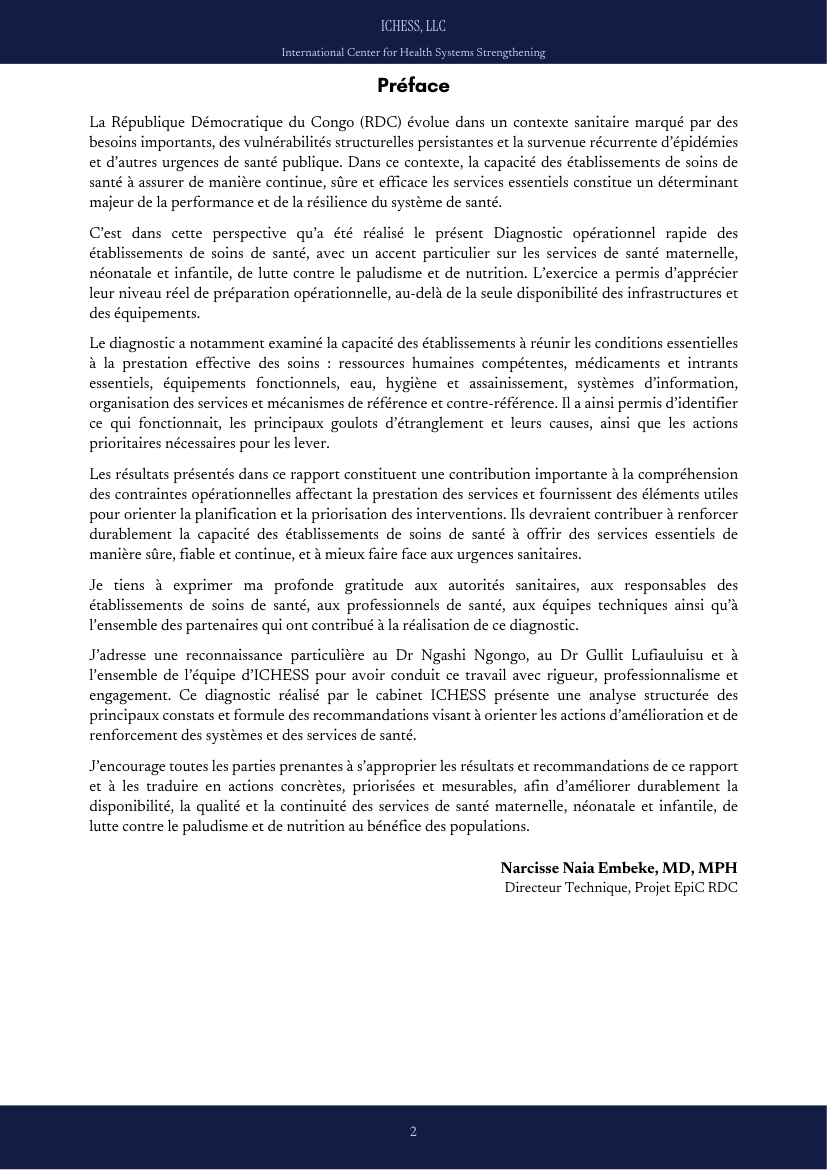 ICHESS, LLC
International Center for Health Systems Strengthening
Préface
La République Démocratique du Congo (RDC) évolue dans un contexte sanitaire marqué par des
besoins importants, des vulnérabilités structurelles persistantes et la survenue récurrente d’épidémies
et d’autres urgences de santé publique. Dans ce contexte, la capacité des établissements de soins de
santé à assurer de manière continue, sûre et efficace les services essentiels constitue un déterminant
majeur de la performance et de la résilience du système de santé.
C’est dans cette perspective qu’a été réalisé le présent Diagnostic opérationnel rapide des
établissements de soins de santé, avec un accent particulier sur les services de santé maternelle,
néonatale et infantile, de lutte contre le paludisme et de nutrition. L’exercice a permis d’apprécier
leur niveau réel de préparation opérationnelle, au-delà de la seule disponibilité des infrastructures et
des équipements.
Le diagnostic a notamment examiné la capacité des établissements à réunir les conditions essentielles
à la prestation effective des soins : ressources humaines compétentes, médicaments et intrants
essentiels, équipements fonctionnels, eau, hygiène et assainissement, systèmes d’information,
organisation des services et mécanismes de référence et contre-référence. Il a ainsi permis d’identifier
ce qui fonctionnait, les principaux goulots d’étranglement et leurs causes, ainsi que les actions
prioritaires nécessaires pour les lever.
Les résultats présentés dans ce rapport constituent une contribution importante à la compréhension
des contraintes opérationnelles affectant la prestation des services et fournissent des éléments utiles
pour orienter la planification et la priorisation des interventions. Ils devraient contribuer à renforcer
durablement la capacité des établissements de soins de santé à offrir des services essentiels de
manière sûre, fiable et continue, et à mieux faire face aux urgences sanitaires.
Je tiens à exprimer ma profonde gratitude aux autorités sanitaires, aux responsables des
établissements de soins de santé, aux professionnels de santé, aux équipes techniques ainsi qu’à
l’ensemble des partenaires qui ont contribué à la réalisation de ce diagnostic.
J’adresse une reconnaissance particulière au Dr Ngashi Ngongo, au Dr Gullit Lufiauluisu et à
l’ensemble de l’équipe d’ICHESS pour avoir conduit ce travail avec rigueur, professionnalisme et
engagement. Ce diagnostic réalisé par le cabinet ICHESS présente une analyse structurée des
principaux constats et formule des recommandations visant à orienter les actions d’amélioration et de
renforcement des systèmes et des services de santé.
J’encourage toutes les parties prenantes à s’approprier les résultats et recommandations de ce rapport
et à les traduire en actions concrètes, priorisées et mesurables, afin d’améliorer durablement la
disponibilité, la qualité et la continuité des services de santé maternelle, néonatale et infantile, de
lutte contre le paludisme et de nutrition au bénéfice des populations.
Narcisse Naia Embeke, MD, MPH
Directeur Technique, Projet EpiC RDC
2